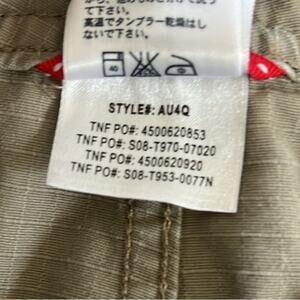 て下さい。
高温でタンブラー乾燥はし
ないで下さい。
40
STYLE#: AU4Q
TNF PO#: 4500620853
TNF PO#: S08-T970-07020
TNF PO#: 4500620920
TNF PO#: S08-T953-0077N